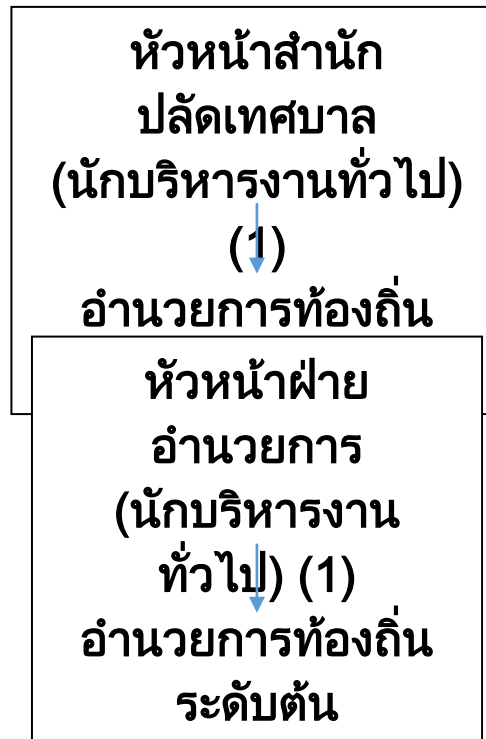 หัวหน้าสำนัก
ปลัดเทศบาล
(นักบริหารงานทั่วไป)
(1)
อำนวยการท้องถิ่น
หัวหน้าฝ่าย
อำนวยการ
(นักบริหารงาน
ทั่วไป) (1)
อำนวยการท้องถิ่น
ระดับต้น